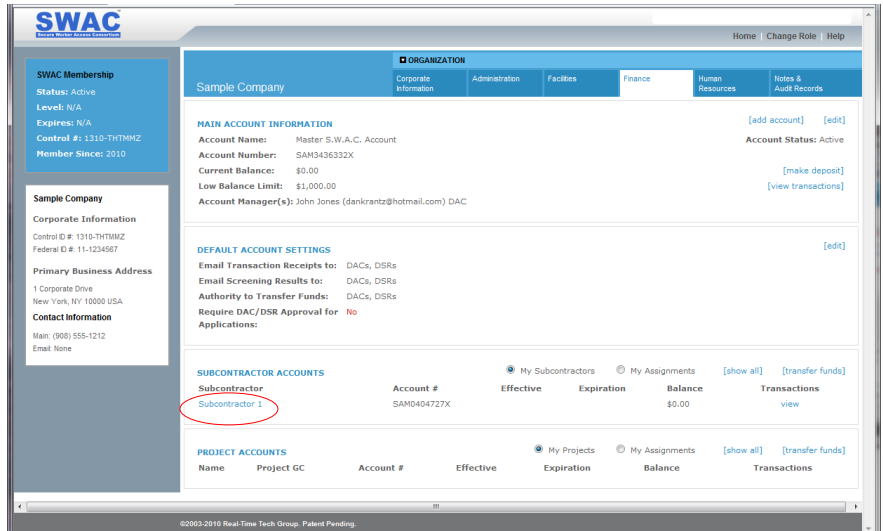 SWAC
Secure Worker Access Consortium
Home | Change Role | Help
SWAC Membership
Status: Active
Level: N/A
Expires: N/A
Control #: 1310-THTMMZ
Member Since: 2010
Sample Company
Corporate Information
Control ID #: 1310-THTMMZ
Federal ID #: 11-1234567
Primary Business Address
1 Corporate Drive
New York, NY 10000 USA
Contact Information
Main: (908) 555-1212
Email: None
ORGANIZATION
Sample Company
Corporate Information
Administration
Facilities
Finance
Human Resources
Notes & Audit Records
MAIN ACCOUNT INFORMATION [add account] [edit]
Account Name: Master S.W.A.C. Account Account Status: Active
Account Number: SAM3436332X
Current Balance: $0.00 [make deposit]
Low Balance Limit: $1,000.00 [view transactions]
Account Manager(s): John Jones (dankrantz@hotmail.com) DAC
DEFAULT ACCOUNT SETTINGS [edit]
Email Transaction Receipts to: DACs, DSRs
Email Screening Results to: DACs, DSRs
Authority to Transfer Funds: DACs, DSRs
Require DAC/DSR Approval for No
Applications:
SUBCONTRACTOR ACCOUNTS My Subcontractors My Assignments [show all] [transfer funds]
Subcontractor Account # Effective Expiration Balance Transactions
Subcontractor 1 SAM0404727X $0.00 view
PROJECT ACCOUNTS My Projects My Assignments [show all] [transfer funds]
Name Project GC Account # Effective Expiration Balance Transactions
©2003-2010 Real-Time Tech Group. Patent Pending.